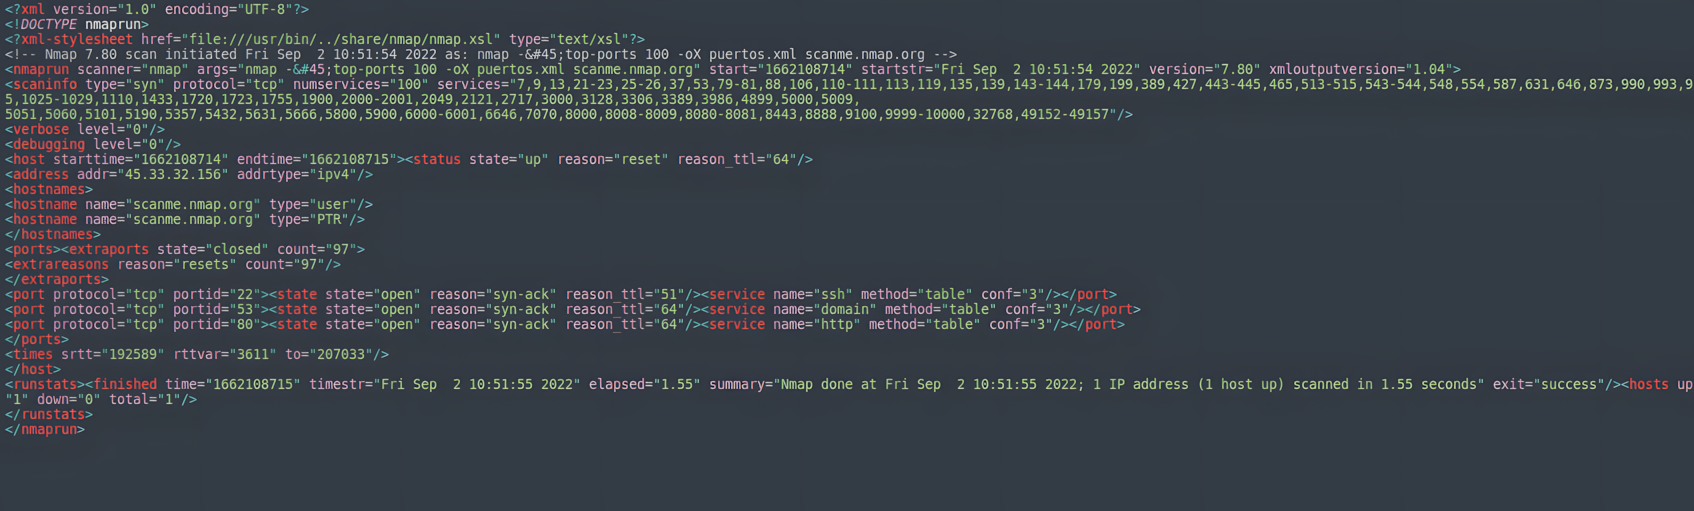 <?xml version="1.0" encoding="UTF-8"?>
<!DOCTYPE nmaprun>
<?xml-stylesheet href="file:///usr/bin/../share/nmap/nmap.xsl" type="text/xsl"?>
<!-- Nmap 7.80 scan initiated Fri Sep  2 10:51:54 2022 as: nmap -&#45;top-ports 100 -oX puertos.xml scanme.nmap.org -->
<nmaprun scanner="nmap" args="nmap -&#45;top-ports 100 -oX puertos.xml scanme.nmap.org" start="1662108714" startstr="Fri Sep  2 10:51:54 2022" version="7.80" xmloutputversion="1.04">
<scaninfo type="syn" protocol="tcp" numservices="100" services="7,9,13,21-23,25-26,37,53,79-81,88,106,110-111,113,119,135,139,143-144,179,199,389,427,443-445,465,513-515,543-544,548,554,587,631,646,873,990,993,9
5,1025-1029,1110,1433,1720,1723,1755,1900,2000-2001,2049,2121,2717,3000,3128,3306,3389,3986,4899,5000,5009,
5051,5060,5101,5190,5357,5432,5631,5666,5800,5900,6000-6001,6646,7070,8000,8008-8009,8080-8081,8443,8888,9100,9999-10000,32768,49152-49157"/>
<verbose level="0"/>
<debugging level="0"/>
<host starttime="1662108714" endtime="1662108715"><status state="up" reason="reset" reason_ttl="64"/>
<address addr="45.33.32.156" addrtype="ipv4"/>
<hostnames>
<hostname name="scanme.nmap.org" type="user"/>
<hostname name="scanme.nmap.org" type="PTR"/>
</hostnames>
<ports><extraports state="closed" count="97">
<extrareasons reason="resets" count="97"/>
</extraports>
<port protocol="tcp" portid="22"><state state="open" reason="syn-ack" reason_ttl="51"/><service name="ssh" method="table" conf="3"/></port>
<port protocol="tcp" portid="53"><state state="open" reason="syn-ack" reason_ttl="64"/><service name="domain" method="table" conf="3"/></port>
<port protocol="tcp" portid="80"><state state="open" reason="syn-ack" reason_ttl="64"/><service name="http" method="table" conf="3"/></port>
</ports>
<times srtt="192589" rttvar="3611" to="207033"/>
</host>
<runstats><finished time="1662108715" timestr="Fri Sep  2 10:51:55 2022" elapsed="1.55" summary="Nmap done at Fri Sep  2 10:51:55 2022; 1 IP address (1 host up) scanned in 1.55 seconds" exit="success"/><hosts up
"1" down="0" total="1"/>
</runstats>
</nmaprun>